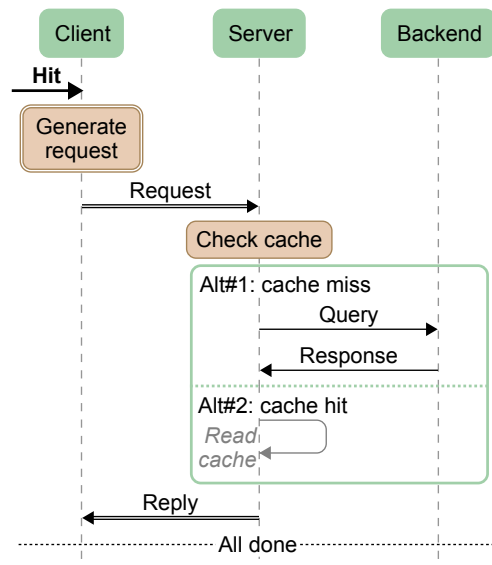 Client Server Backend
Hit
Generate
request
Request
Check cache
Alt#1: cache miss
Query
Response
Alt#2: cache hit
Read
cache
Reply
All done